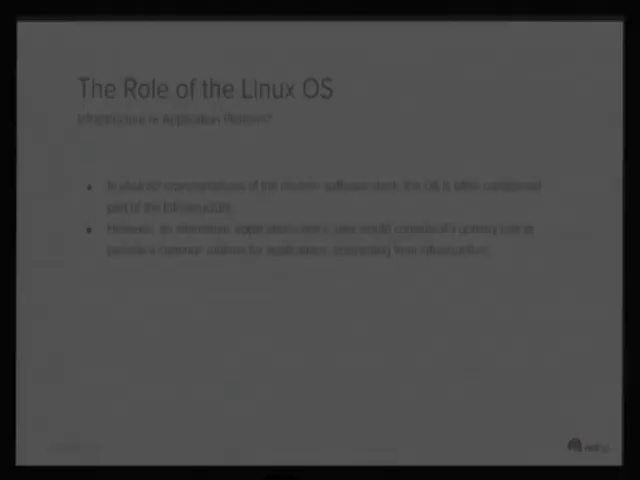 The Role of the Linux OS
Infrastructure or Application Platform?
In abstract representations of the modern software stack, the OS is often considered
part of the infrastructure.
However, an alternative, application-centric view would consider its primary role to
provide a common runtime for applications, abstracting from infrastructure.